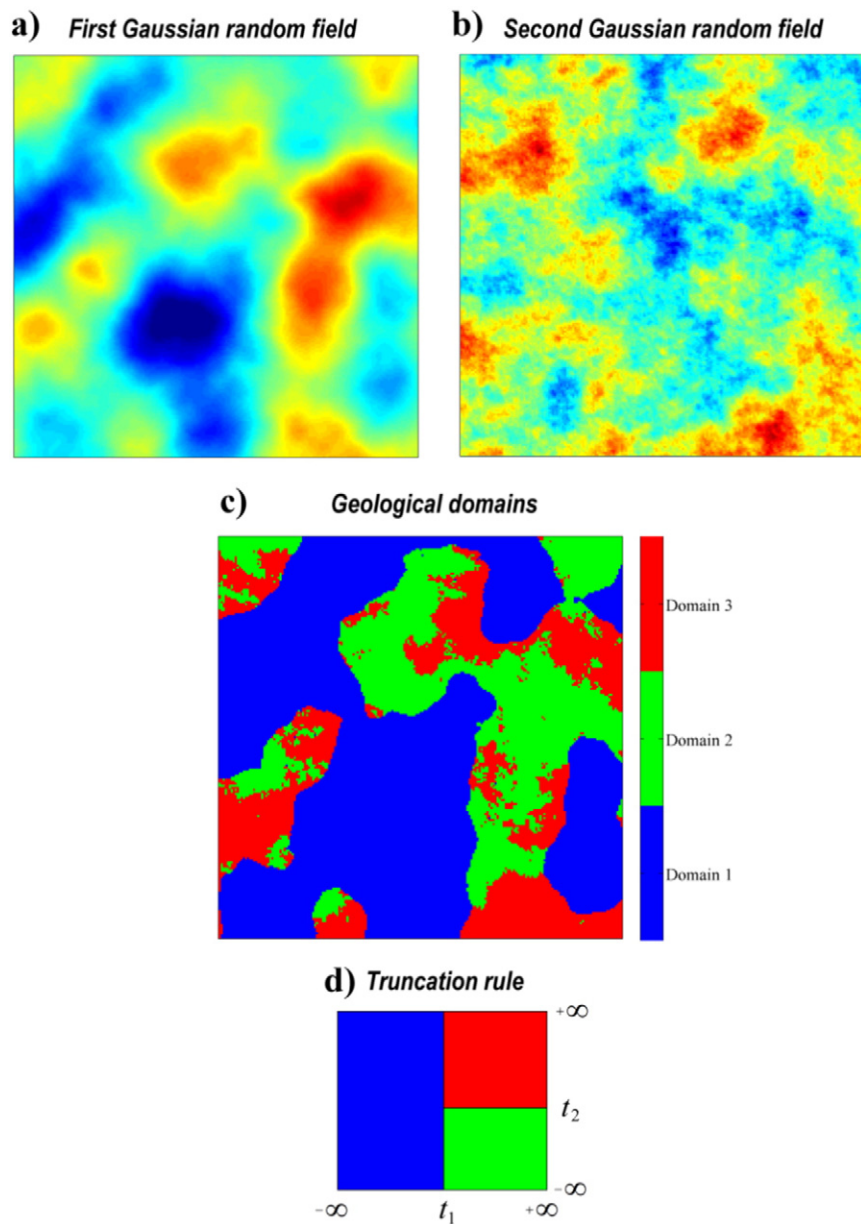 a) First Gaussian random field
b) Second Gaussian random field
c) Geological domains
Domain 3
Domain 2
Domain 1
d) Truncation rule
+∞
t2
-∞
-∞ t1 +∞